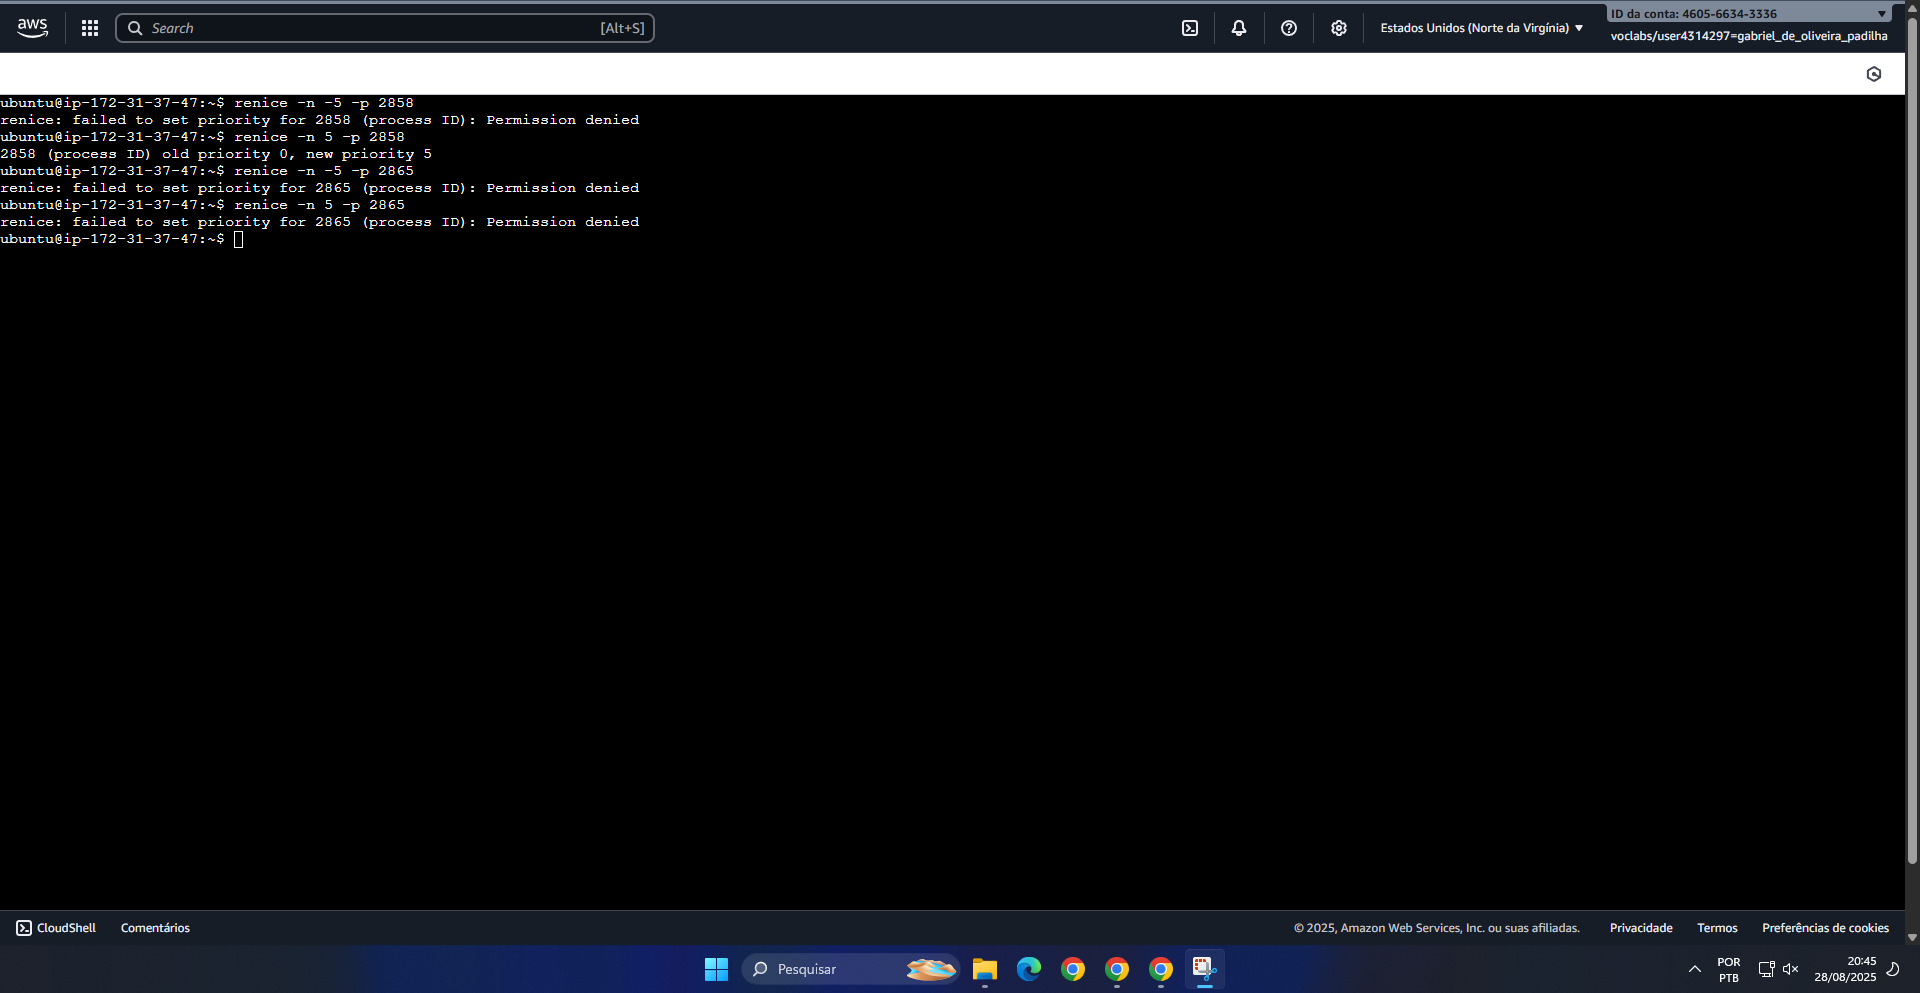 aws
Search
[Alt+S]
Estados Unidos (Norte da Virgínia)
ID da conta: 4605-6634-3336
voclabs/user4314297=gabriel_de_oliveira_padilha
ubuntu@ip-172-31-37-47:~$ renice -n -5 -p 2858
renice: failed to set priority for 2858 (process ID): Permission denied
ubuntu@ip-172-31-37-47:~$ renice -n 5 -p 2858
2858 (process ID) old priority 0, new priority 5
ubuntu@ip-172-31-37-47:~$ renice -n -5 -p 2865
renice: failed to set priority for 2865 (process ID): Permission denied
ubuntu@ip-172-31-37-47:~$ renice -n 5 -p 2865
renice: failed to set priority for 2865 (process ID): Permission denied
ubuntu@ip-172-31-37-47:~$
CloudShell
Comentários
© 2025, Amazon Web Services, Inc. ou suas afiliadas.
Privacidade
Termos
Preferências de cookies
Pesquisar
POR
PTB
20:45
28/08/2025